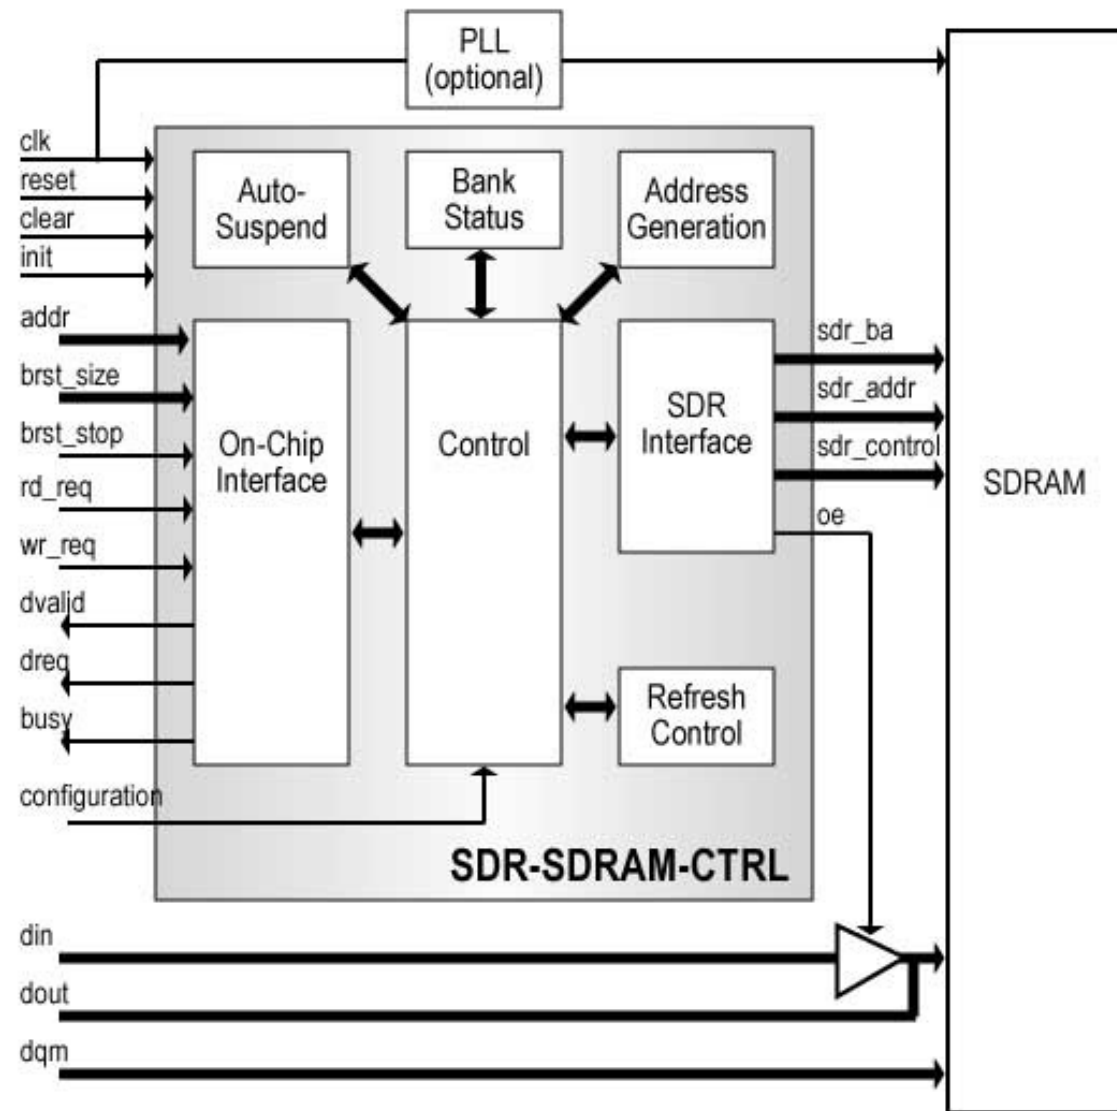 PLL
(optional)
clk
reset
clear
init
Auto-
Suspend
Bank
Status
Address
Generation
addr
brst_size
brst_stop
rd_req
wr_req
dvalid
dreq
busy
configuration
On-Chip
Interface
Control
SDR
Interface
sdr_ba
sdr_addr
sdr_control
oe
SDRAM
Refresh
Control
SDR-SDRAM-CTRL
din
dout
dqm